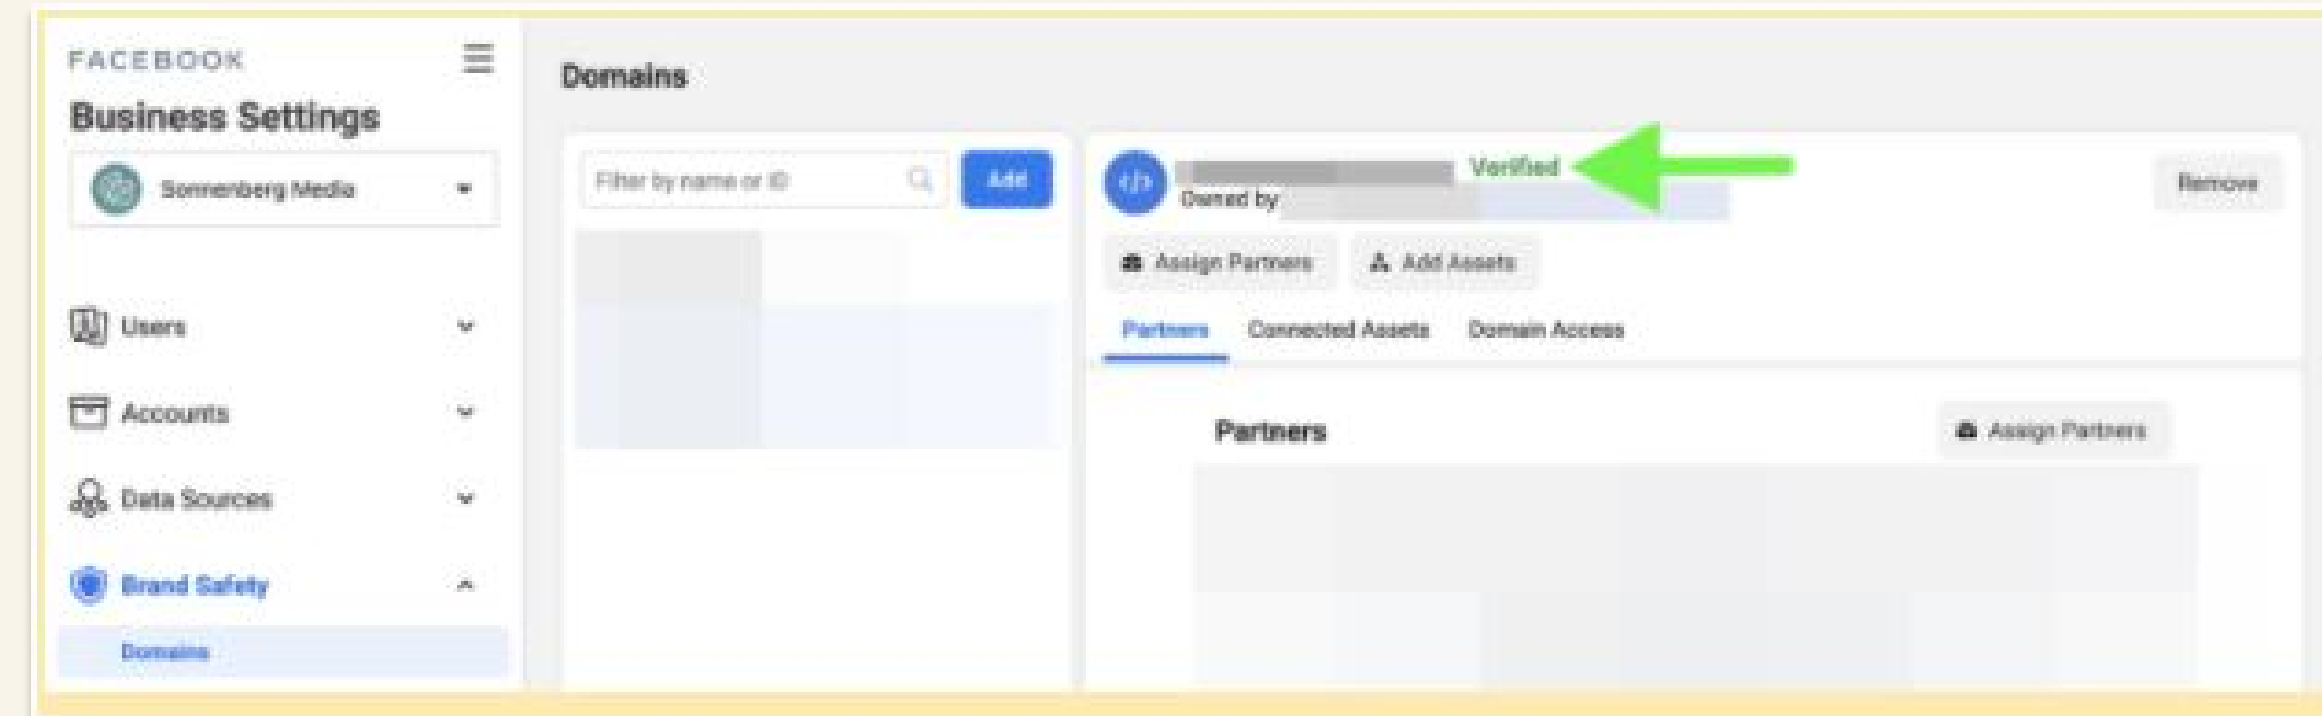 FACEBOOK
Business Settings
Sonnenberg Media
Users
Accounts
Data Sources
Brand Safety
Domains
Domains
Filter by name or ID
Add
Verified
Owned by
Remove
Assign Partners
Add Assets
Partners
Connected Assets
Domain Access
Partners
Assign Partners